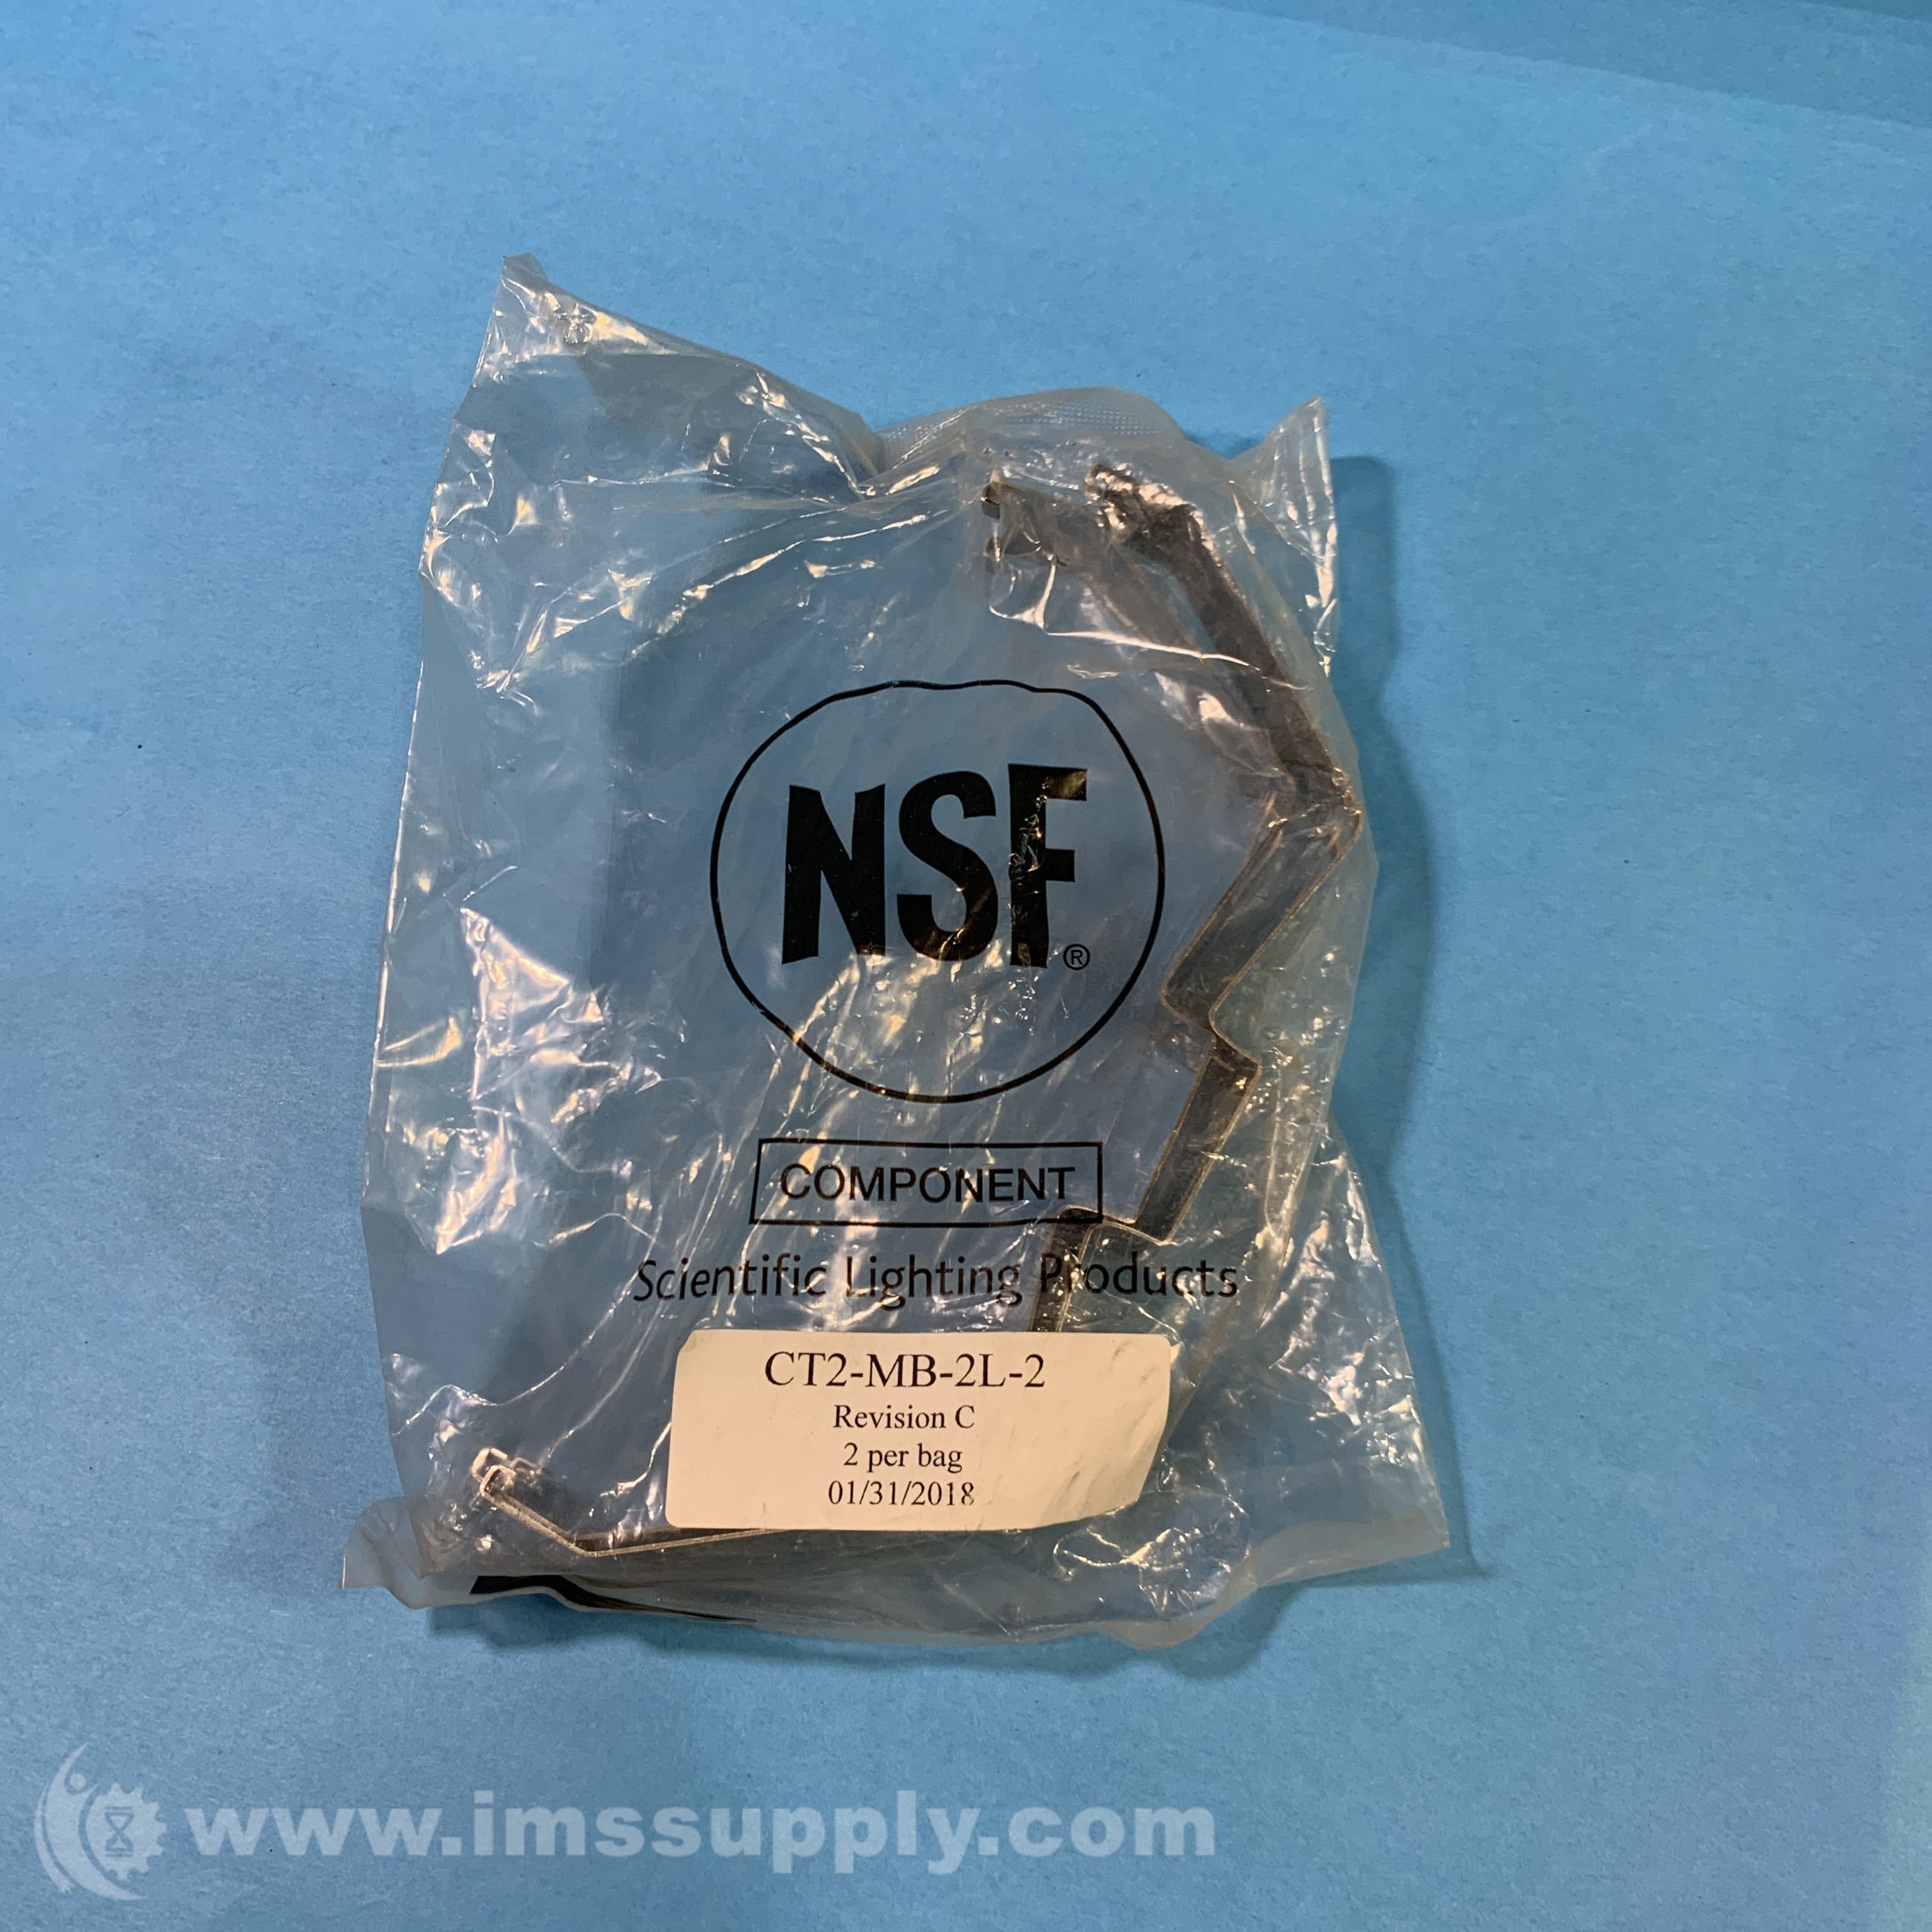 NSF®
COMPONENT
Scientific Lighting Products
CT2-MB-2L-2
Revision C
2 per bag
01/31/2018
www.imssupply.com